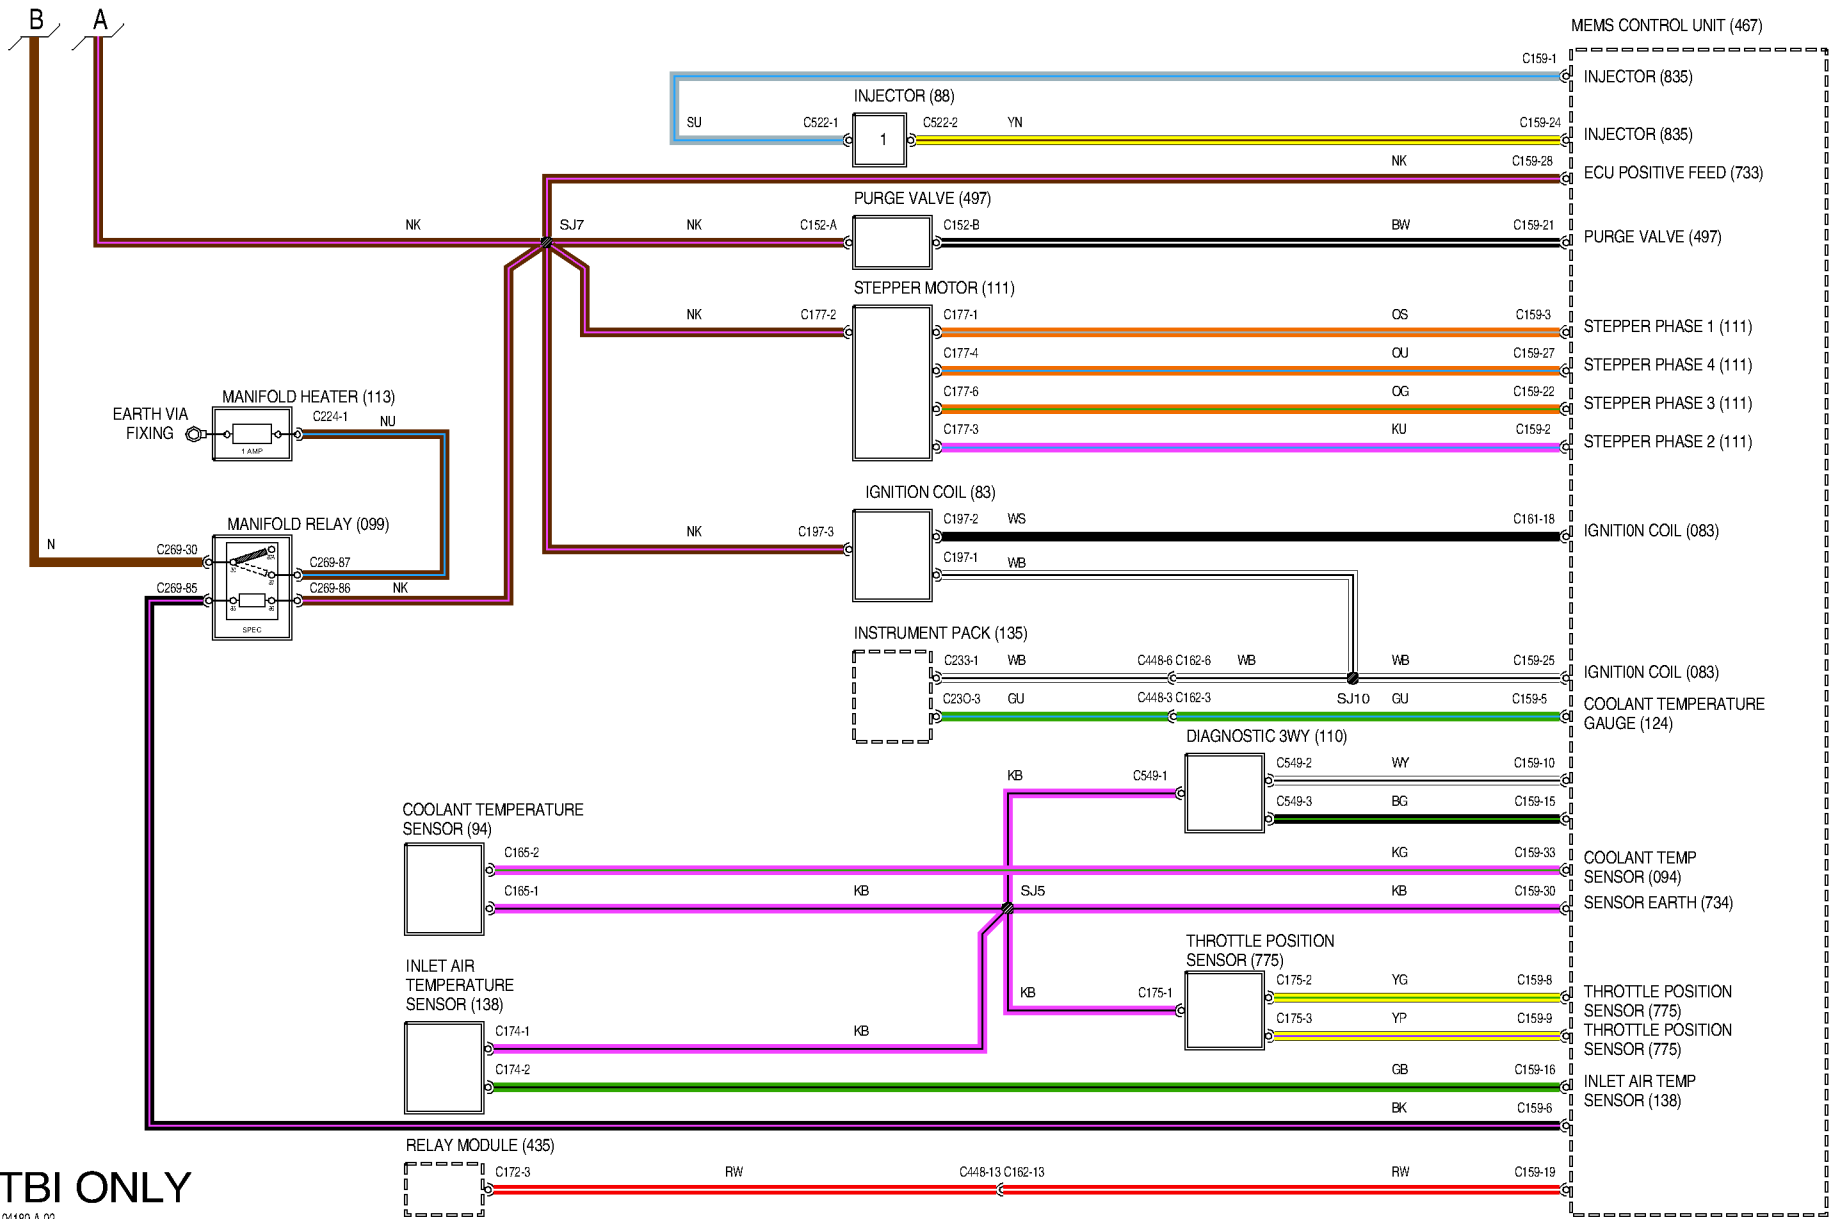 B A
MEMS CONTROL UNIT (467)
C159-1
INJECTOR (835)
INJECTOR (88)
SU C522-1 1 C522-2 YN C159-24
INJECTOR (835)
NK C159-28
ECU POSITIVE FEED (733)
PURGE VALVE (497)
NK SJ7 NK C152-A C152-B BW C159-21
PURGE VALVE (497)
STEPPER MOTOR (111)
NK C177-2 C177-1 OS C159-3
STEPPER PHASE 1 (111)
C177-4 OU C159-27
STEPPER PHASE 4 (111)
C177-6 OG C159-22
STEPPER PHASE 3 (111)
C177-3 KU C159-2
STEPPER PHASE 2 (111)
MANIFOLD HEATER (113)
EARTH VIA
FIXING
C224-1 NU
1 AMP
IGNITION COIL (83)
MANIFOLD RELAY (099)
NK C197-3 C197-2 WS C161-18
IGNITI0N COIL (083)
N C269-30 C269-87
C197-1 WB
C269-85 C269-86 NK
SPEC
INSTRUMENT PACK (135)
C233-1 WB C448-6 C162-6 WB WB C159-25
IGNITI0N COIL (083)
C230-3 GU C448-3 C162-3 SJ10 GU C159-5
COOLANT TEMPERATURE
GAUGE (124)
DIAGNOSTIC 3WY (110)
KB C549-1 C549-2 WY C159-10
C549-3 BG C159-15
COOLANT TEMPERATURE
SENSOR (94)
C165-2 KG C159-33
COOLANT TEMP
SENSOR (094)
C165-1 KB SJ5 KB C159-30
SENSOR EARTH (734)
THROTTLE POSITION
SENSOR (775)
INLET AIR
TEMPERATURE
SENSOR (138)
KB C175-1 C175-2 YG C159-8
THROTTLE POSITION
SENSOR (775)
C175-3 YP C159-9
THROTTLE POSITION
SENSOR (775)
C174-1 KB
C174-2 GB C159-16
INLET AIR TEMP
SENSOR (138)
BK C159-6
RELAY MODULE (435)
C172-3 RW C448-13 C162-13 RW C159-19
TBI ONLY